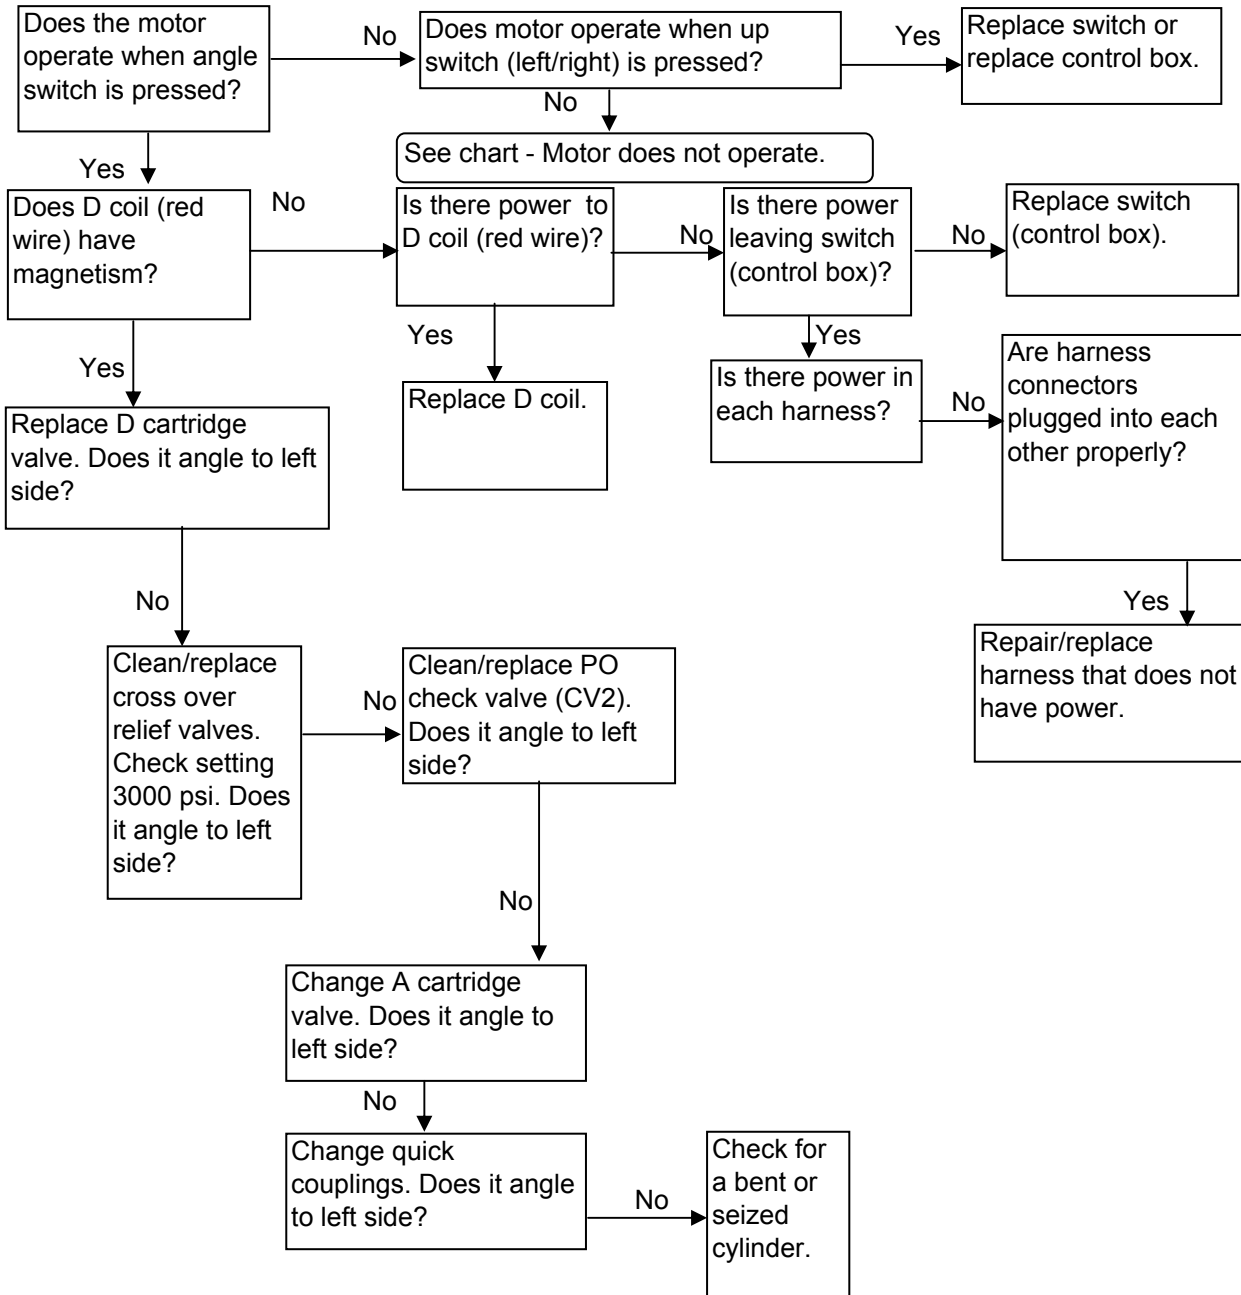 Does the motor
operate when angle
switch is pressed?
No
Does motor operate when up
switch (left/right) is pressed?
Yes
Replace switch or
replace control box.
No
See chart - Motor does not operate.
Yes
Does D coil (red
wire) have
magnetism?
No
Is there power to
D coil (red wire)?
No
Is there power
leaving switch
(control box)?
No
Replace switch
(control box).
Yes
Replace D coil.
Yes
Is there power in
each harness?
No
Are harness
connectors
plugged into each
other properly?
Yes
Repair/replace
harness that does not
have power.
Yes
Replace D cartridge
valve. Does it angle to left
side?
No
Clean/replace
cross over
relief valves.
Check setting
3000 psi. Does
it angle to left
side?
No
Clean/replace PO
check valve (CV2).
Does it angle to left
side?
No
Change A cartridge
valve. Does it angle to
left side?
No
Change quick
couplings. Does it angle
to left side?
No
Check for
a bent or
seized
cylinder.